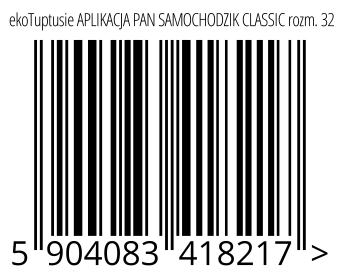 ekoTuptusie APLIKACJA PAN SAMOCHODZIK CLASSIC rozm. 32
5 904083 418217 >